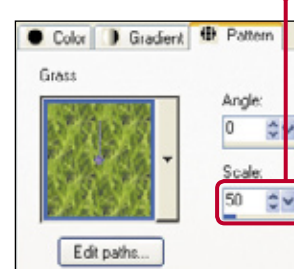 Color Gradient Pattern
Grass
Angle:
0
Scale:
50
Edit paths...